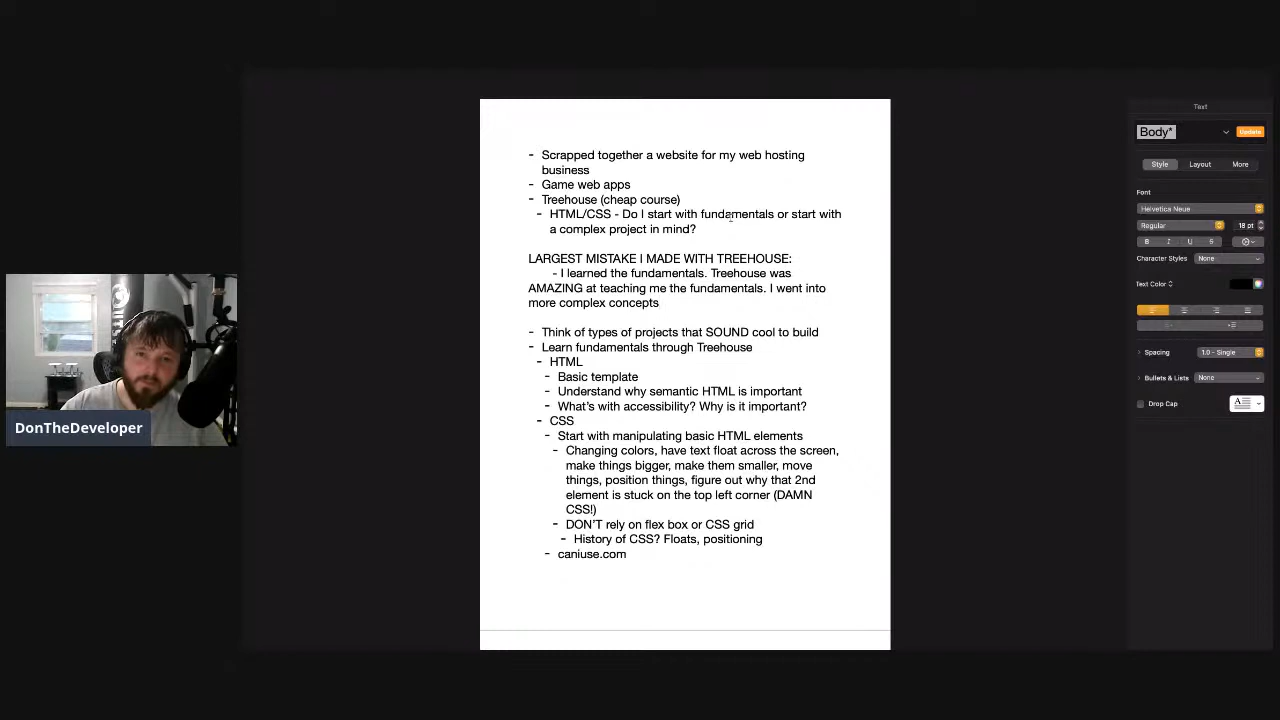 - Scrapped together a website for my web hosting
business
- Game web apps
- Treehouse (cheap course)
- HTML/CSS - Do I start with fundamentals or start with
a complex project in mind?
LARGEST MISTAKE I MADE WITH TREEHOUSE:
- I learned the fundamentals. Treehouse was
AMAZING at teaching me the fundamentals. I went into
more complex concepts
- Think of types of projects that SOUND cool to build
- Learn fundamentals through Treehouse
- HTML
- Basic template
- Understand why semantic HTML is important
- What's with accessibility? Why is it important?
- CSS
- Start with manipulating basic HTML elements
- Changing colors, have text float across the screen,
make things bigger, make them smaller, move
things, position things, figure out why that 2nd
element is stuck on the top left corner (DAMN
CSS!)
- DON'T rely on flex box or CSS grid
- History of CSS? Floats, positioning
- caniuse.com
DonTheDeveloper
Text
Body*
Update
Style Layout More
Font
Helvetica Neue
Regular 18 pt
B I U S
Character Styles None
Text Color
Spacing 1.0 - Single
Bullets & Lists None
Drop Cap